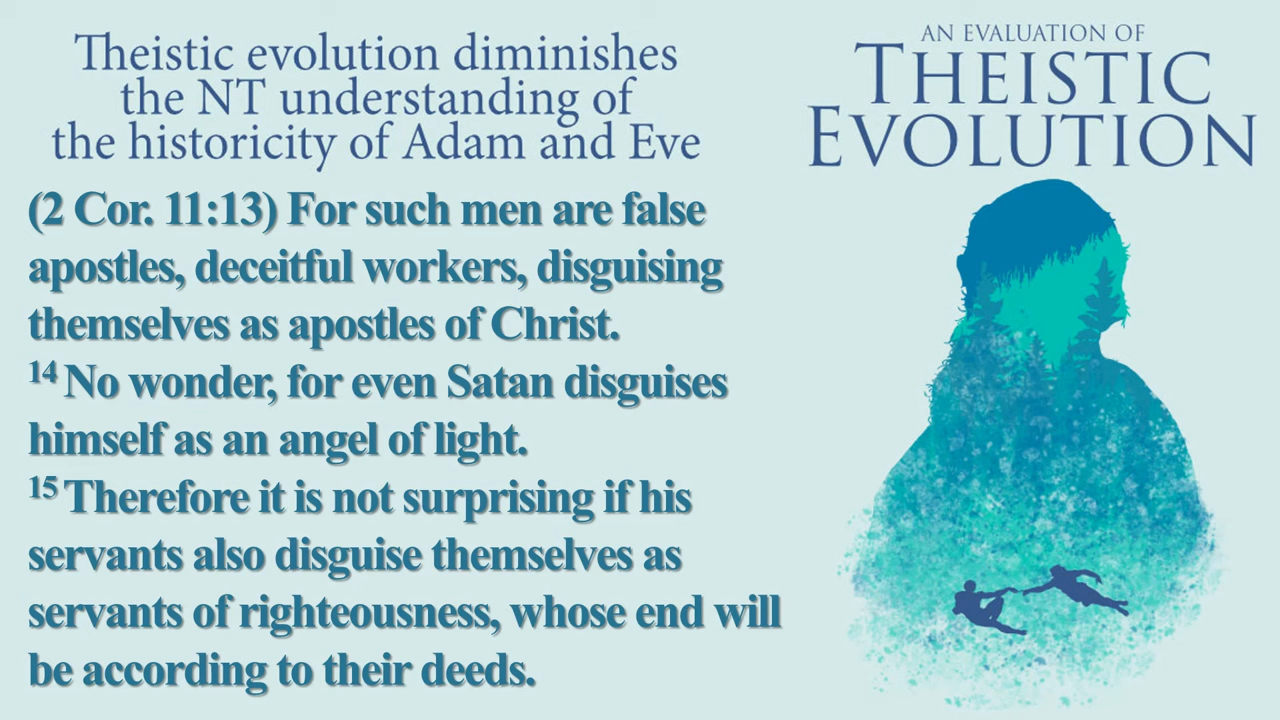 Theistic evolution diminishes
the NT understanding of
the historicity of Adam and Eve
(2 Cor. 11:13) For such men are false
apostles, deceitful workers, disguising
themselves as apostles of Christ.
14 No wonder, for even Satan disguises
himself as an angel of light.
15 Therefore it is not surprising if his
servants also disguise themselves as
servants of righteousness, whose end will
be according to their deeds.
AN EVALUATION OF
THEISTIC
EVOLUTION